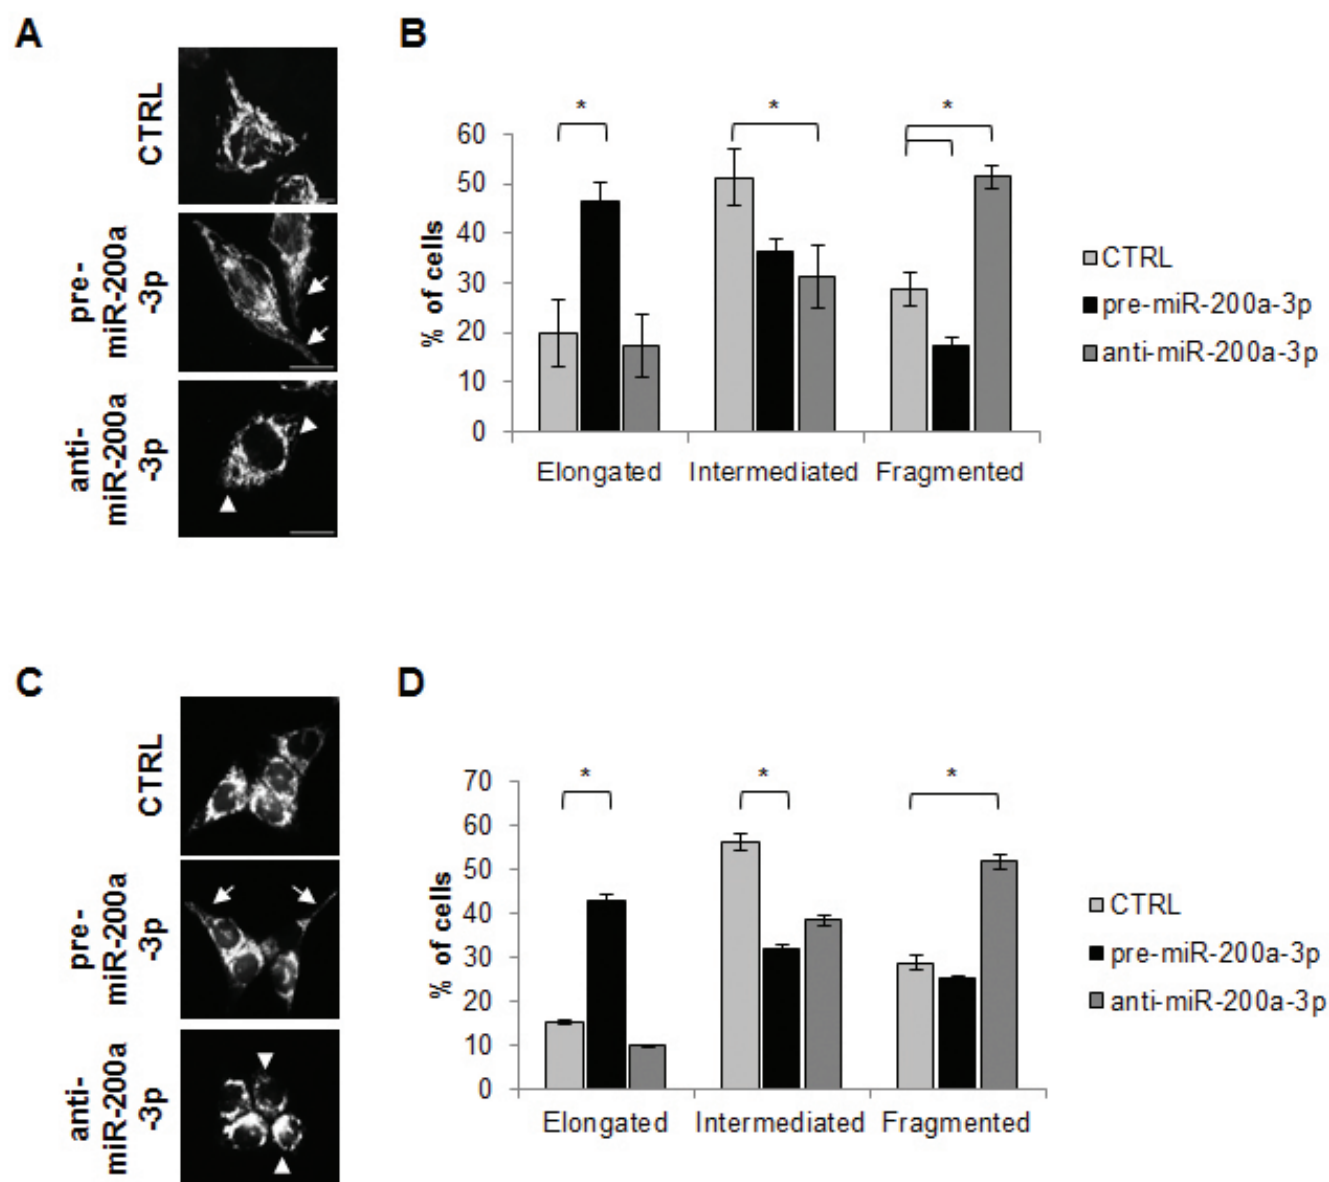 A
CTRL
pre-
miR-200a
-3p
anti-
miR-200a
-3p
B
% of cells
60
50
40
30
20
10
0
*
*
*
Elongated
Intermediated
Fragmented
CTRL
pre-miR-200a-3p
anti-miR-200a-3p
C
CTRL
pre-
miR-200a
-3p
anti-
miR-200a
-3p
D
% of cells
70
60
50
40
30
20
10
0
*
*
*
Elongated
Intermediated
Fragmented
CTRL
pre-miR-200a-3p
anti-miR-200a-3p